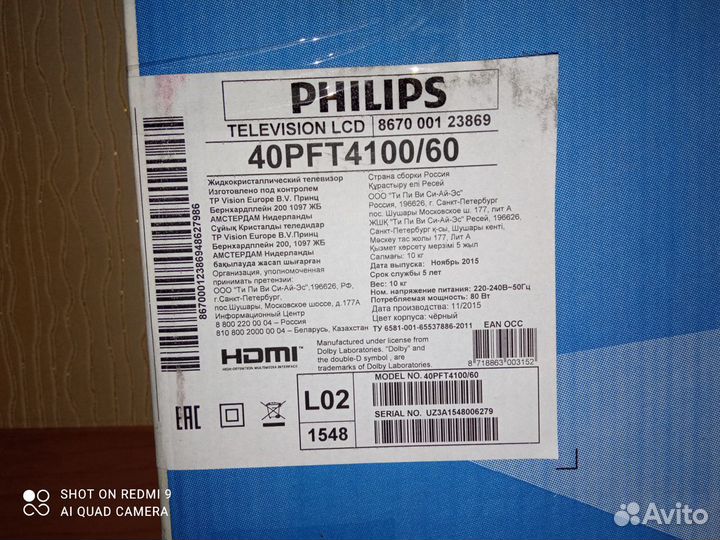 PHILIPS
TELEVISION LCD 8670 001 23869
40PFT4100/60
86700012386948627986
Жидкокристаллический телевизор
Изготовлено под контролем
TP Vision Europe B.V. Принц
Бернхардплейн 200 1097 ЖБ
АМСТЕРДАМ Нидерланды
Сұйық Кристалды теледидар
TP Vision Europe B.V.Принц
Бернхардплейн 200, 1097 ЖБ
АМСТЕРДАМ Нидерланды
бақылауда жасап шығарған
Организация, уполномоченная
принимать претензии.
ООО "Ти Пи Ви Си-Ай-Эс",196626, РФ,
г.Санкт-Петербург,
пос.Шушары, Московское шоссе, д.177А
Информационный Центр
8 800 2200 04 – Россия
810 800 2000 00 04 – Беларусь, Казахстан
Страна сборки Россия
Құрастыру елі Ресей
ООО "Ти Пи Ви Си-Ай-Эс"
Россия, 196626, г. Санкт-Петербург
пос. Шушары Московское ш. 177, лит А
ЖШҚ "Ти Пи Ви Си-Ай-Эс" Ресей, 196626,
Санкт-Петербург қ-сы, Шушары кенті,
Мәскеу тас жолы 177, Лит А
Қызмет көрсету мерзімі 5 жыл
Салмағы: 10 кг
Дата выпуска: Ноябрь 2015
Срок службы 5 лет
Вес: 10 кг
Ном. напряжение питания: 220-240В~50Гц
Потребляемая мощность: 80 Вт
Дата производства: 11/2015
Цвет корпуса: чёрный
ТУ 6581-001-65537886-2011 EAN OCC
8 718863 003152
HDMI
HIGH-DEFINITION MULTIMEDIA INTERFACE
Manufactured under license from
Dolby Laboratories. "Dolby" and
the double-D symbol , are
trademarks of Dolby Laboratories.
EAC
L02
1548
MODEL NO. 40PFT4100/60
SERIAL NO. UZ3A1548006279
SHOT ON REDMI 9
AI QUAD CAMERA
Avito